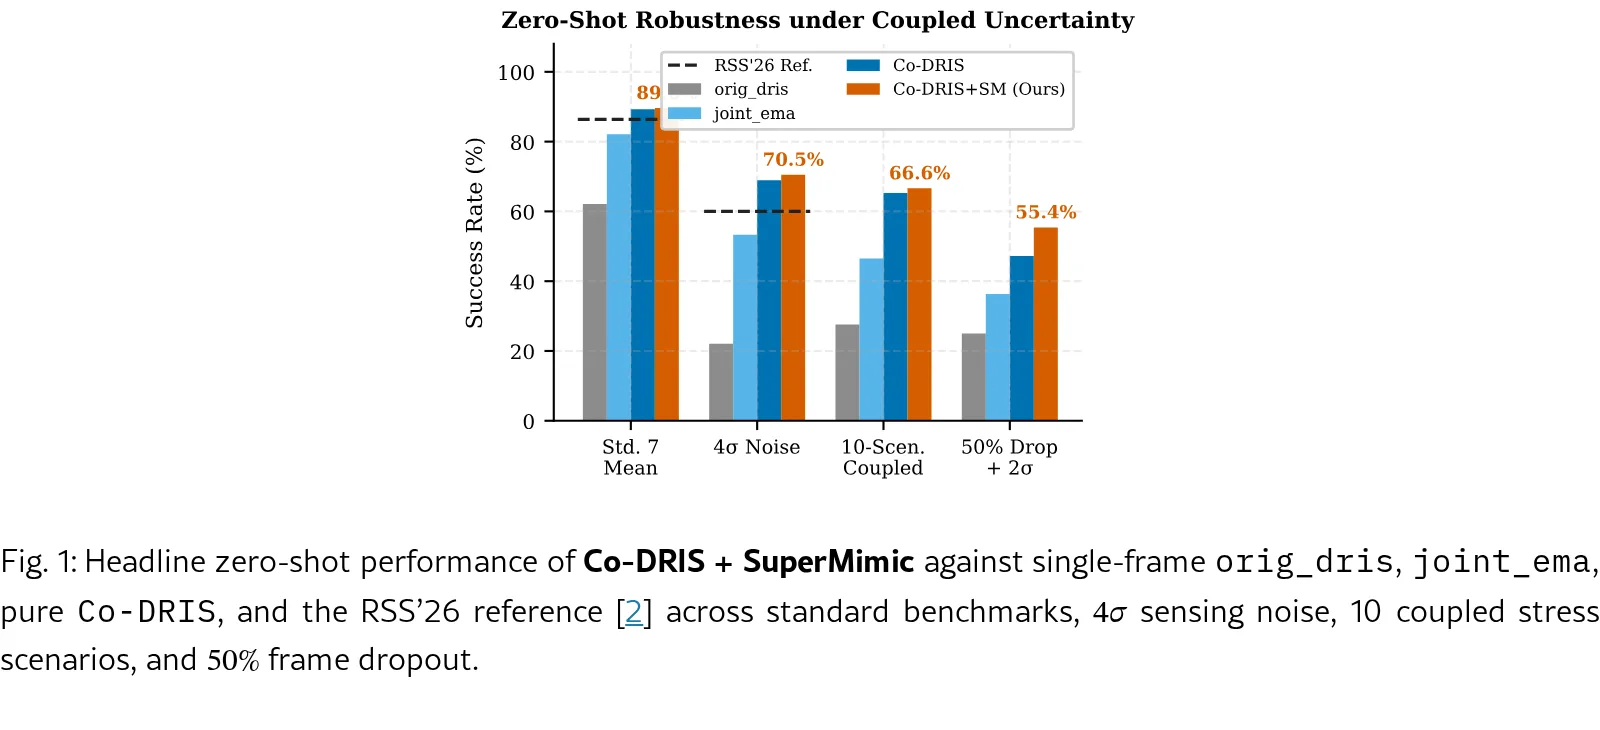 Zero-Shot Robustness under Coupled Uncertainty
RSS'26 Ref.
orig_dris
joint_ema
Co-DRIS
Co-DRIS+SM (Ours)
Success Rate (%)
100
80
60
40
20
0
89
70.5%
66.6%
55.4%
Std. 7
Mean
4σ Noise
10-Scen.
Coupled
50% Drop
+ 2σ
Fig. 1: Headline zero-shot performance of Co-DRIS + SuperMimic against single-frame orig_dris, joint_ema,
pure Co-DRIS, and the RSS’26 reference [2] across standard benchmarks, 4σ sensing noise, 10 coupled stress
scenarios, and 50% frame dropout.